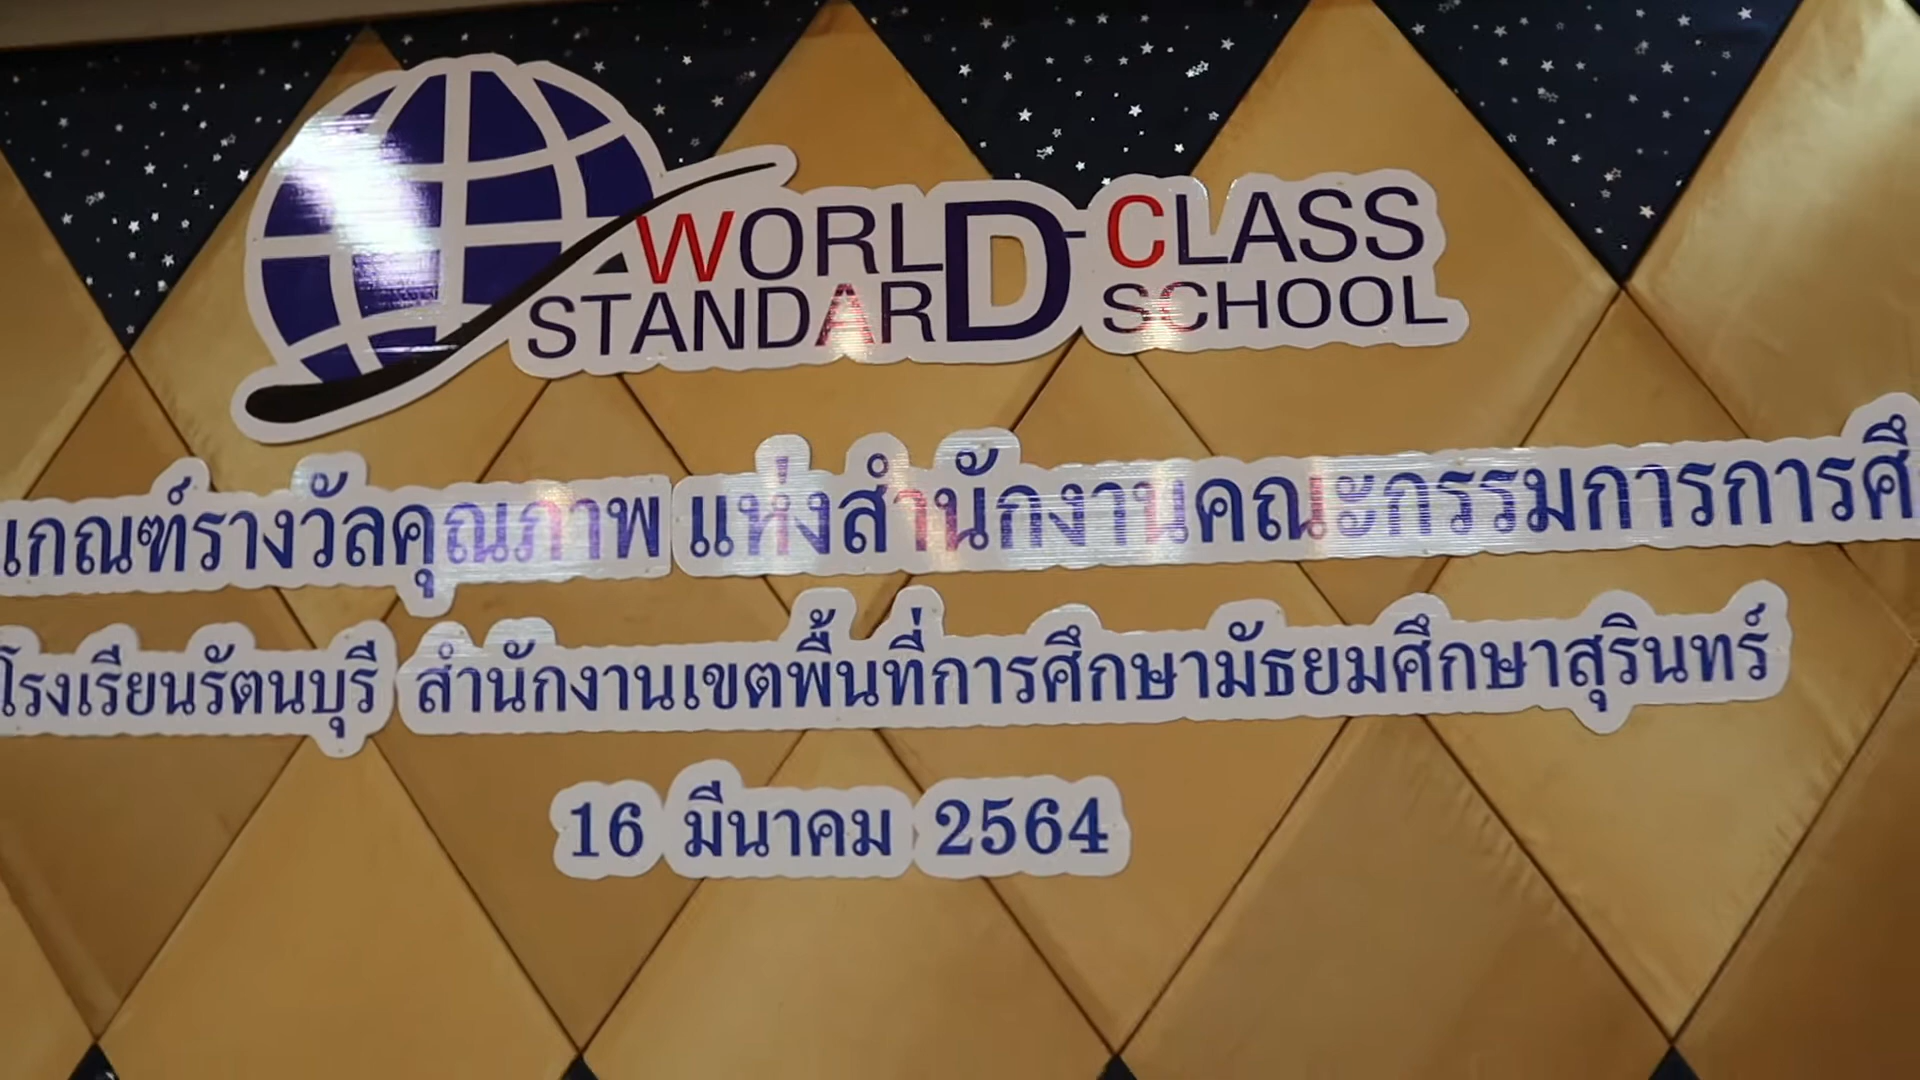 WORLD-CLASS
STANDARD SCHOOL
เกณฑ์รางวัลคุณภาพ แห่งสำนักงานคณะกรรมการการศึ
โรงเรียนรัตนบุรี สำนักงานเขตพื้นที่การศึกษามัธยมศึกษาสุรินทร์
16 มีนาคม 2564